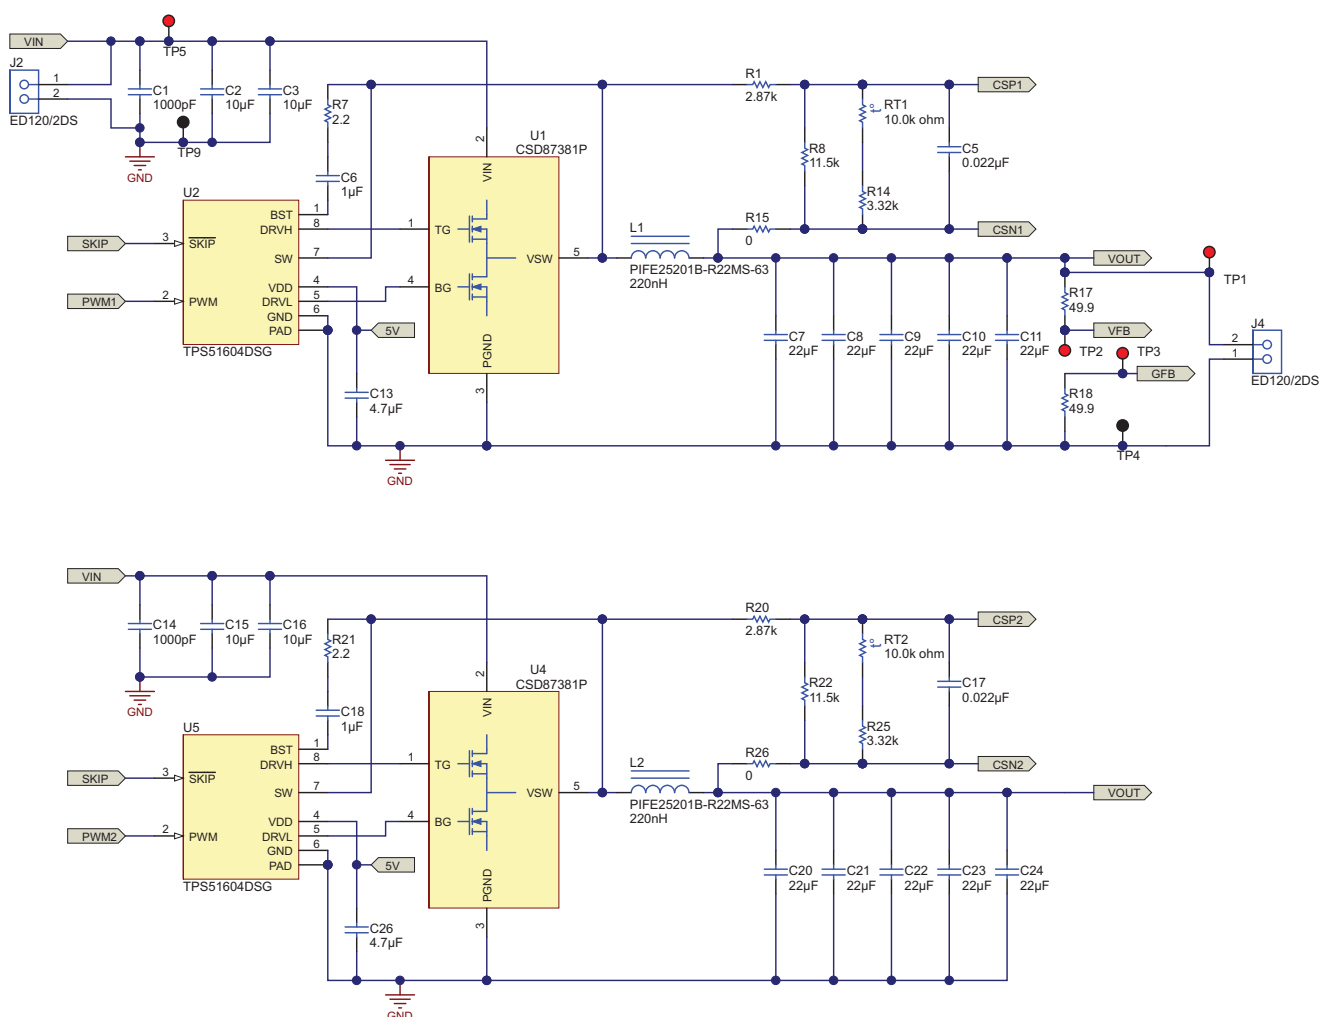 VIN
TP5
J2
1
2
ED120/2DS
C1
1000pF
C2
10µF
C3
10µF
TP9
GND
R7
2.2
C6
1µF
U2
BST
1
DRVH
8
SKIP
3
SKIP
SW
7
VDD
4
PWM1
2
PWM
DRVL
5
GND
6
PAD
TPS51604DSG
5V
C13
4.7µF
GND
U1
CSD87381P
2
VIN
1
TG
VSW
5
4
BG
PGND
3
R1
2.87k
CSP1
RT1
t°
10.0k ohm
R8
11.5k
C5
0.022µF
R14
3.32k
R15
0
CSN1
L1
PIFE25201B-R22MS-63
220nH
VOUT
TP1
R17
49.9
C7
22µF
C8
22µF
C9
22µF
C10
22µF
C11
22µF
VFB
TP2
TP3
GFB
R18
49.9
TP4
J4
2
1
ED120/2DS
VIN
C14
1000pF
C15
10µF
C16
10µF
GND
R21
2.2
C18
1µF
U5
BST
1
DRVH
8
SKIP
3
SKIP
SW
7
VDD
4
PWM2
2
PWM
DRVL
5
GND
6
PAD
TPS51604DSG
5V
C26
4.7µF
GND
U4
CSD87381P
2
VIN
1
TG
VSW
5
4
BG
PGND
3
R20
2.87k
CSP2
RT2
t°
10.0k ohm
R22
11.5k
C17
0.022µF
R25
3.32k
R26
0
CSN2
L2
PIFE25201B-R22MS-63
220nH
VOUT
C20
22µF
C21
22µF
C22
22µF
C23
22µF
C24
22µF